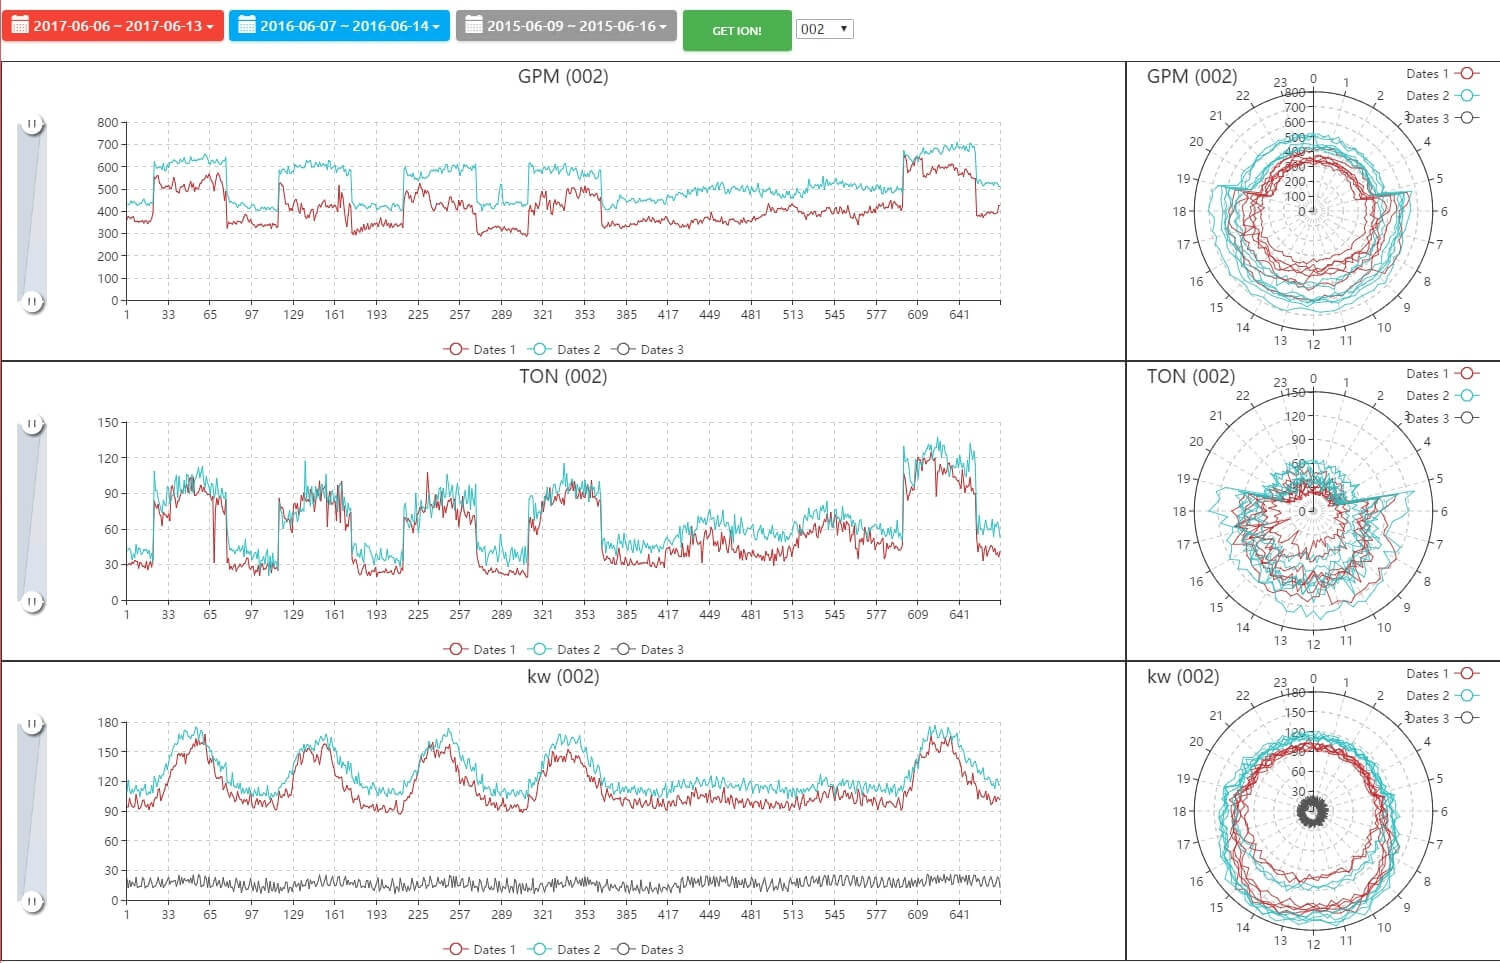 2017-06-06 ~ 2017-06-13
2016-06-07 ~ 2016-06-14
2015-06-09 ~ 2015-06-16
GET ION!
002
GPM (002)
800
700
600
500
400
300
200
100
0
1 33 65 97 129 161 193 225 257 289 321 353 385 417 449 481 513 545 577 609 641
Dates 1 Dates 2 Dates 3
GPM (002)
Dates 1
Dates 2
Dates 3
0 1 2 3 4 5 6 7 8 9 10 11 12 13 14 15 16 17 18 19 20 21 22 23
800
700
600
500
400
300
200
100
0
TON (002)
150
120
90
60
30
0
1 33 65 97 129 161 193 225 257 289 321 353 385 417 449 481 513 545 577 609 641
Dates 1 Dates 2 Dates 3
TON (002)
Dates 1
Dates 2
Dates 3
0 1 2 3 4 5 6 7 8 9 10 11 12 13 14 15 16 17 18 19 20 21 22 23
150
120
90
60
30
0
kw (002)
180
150
120
90
60
30
0
1 33 65 97 129 161 193 225 257 289 321 353 385 417 449 481 513 545 577 609 641
Dates 1 Dates 2 Dates 3
kw (002)
Dates 1
Dates 2
Dates 3
0 1 2 3 4 5 6 7 8 9 10 11 12 13 14 15 16 17 18 19 20 21 22 23
180
150
120
90
60
30
0